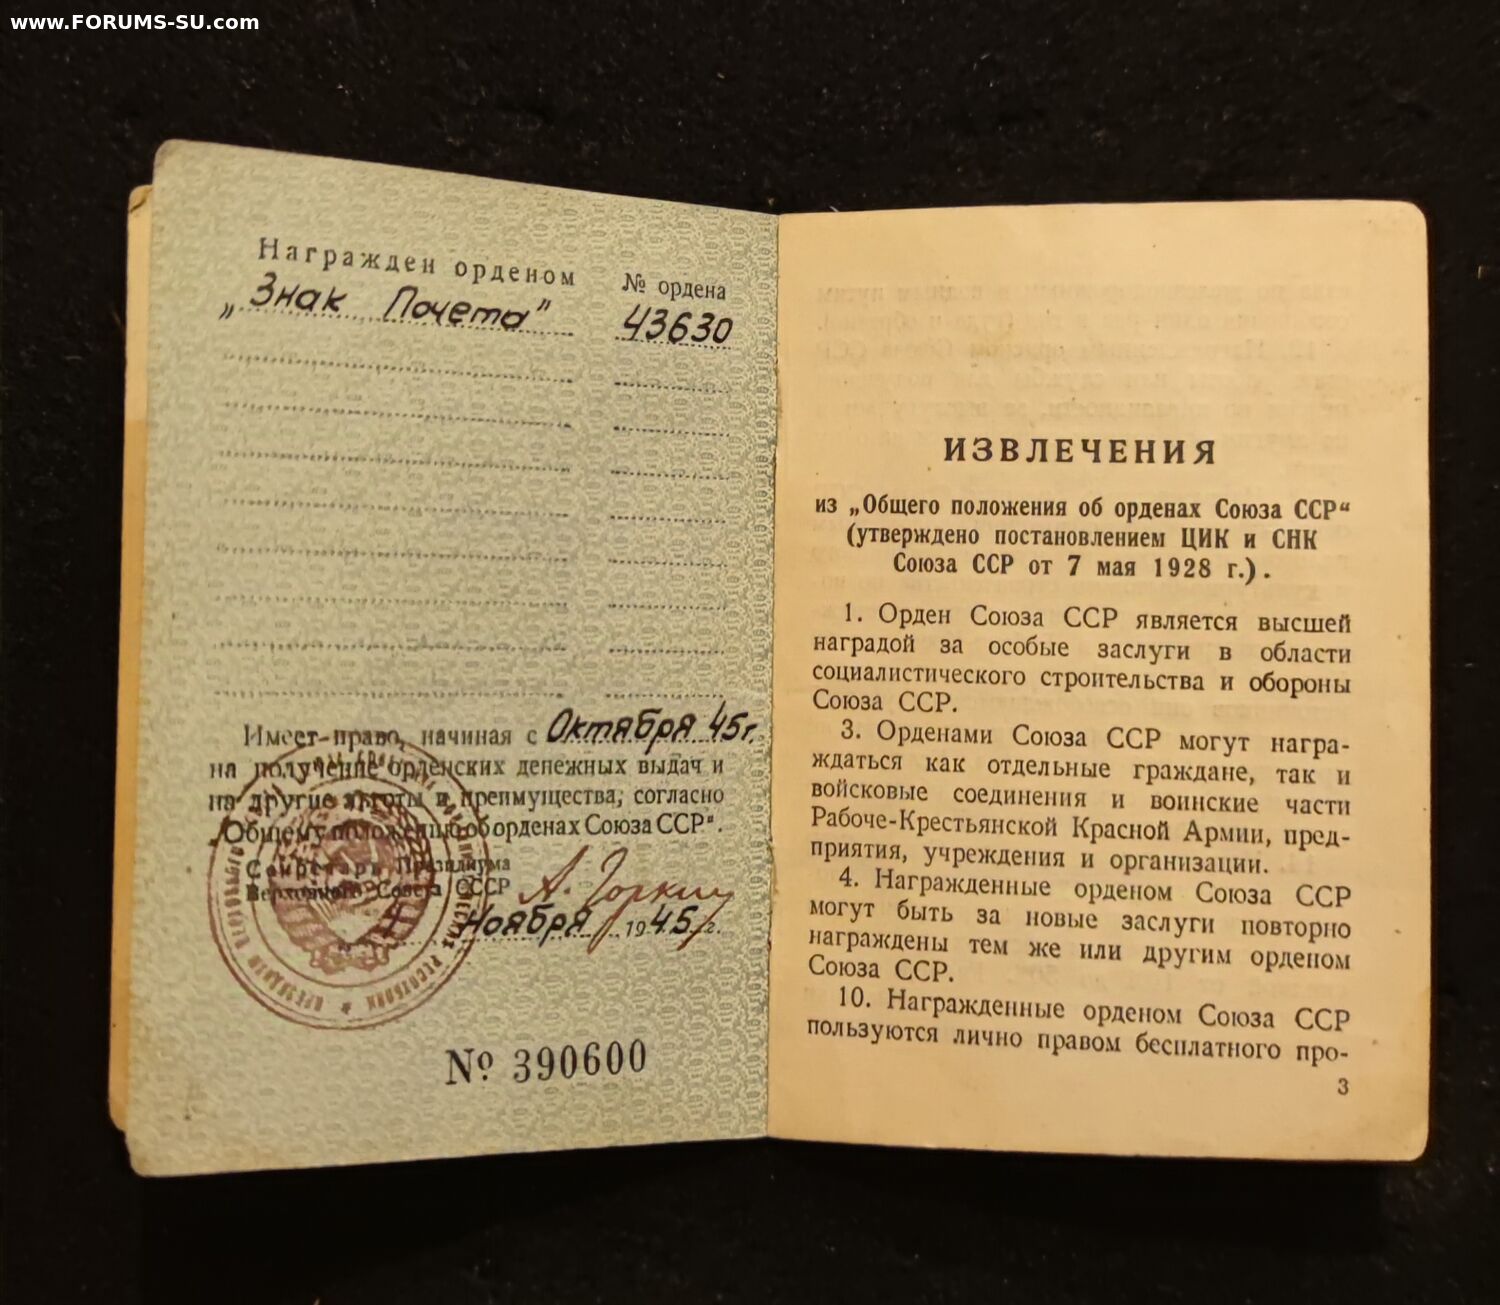 www.FORUMS-SU.com
Награжден орденом
№ ордена
„Знак Почета"
43630
Имеет право, начиная с Октября 45г.
на получение орденских денежных выдач и
на другие льготы и преимущества, согласно
„Общему положению об орденах Союза ССР".
Секретарь Президиума
Верховного Совета СССР
А. Горкин
Ноября 1945 г.
№ 390600
ИЗВЛЕЧЕНИЯ
из „Общего положения об орденах Союза ССР"
(утверждено постановлением ЦИК и СНК
Союза ССР от 7 мая 1928 г.).
1. Орден Союза ССР является высшей
наградой за особые заслуги в области
социалистического строительства и обороны
Союза ССР.
3. Орденами Союза ССР могут награ-
ждаться как отдельные граждане, так и
войсковые соединения и воинские части
Рабоче-Крестьянской Красной Армии, пред-
приятия, учреждения и организации.
4. Награжденные орденом Союза ССР
могут быть за новые заслуги повторно
награждены тем же или другим орденом
Союза ССР.
10. Награжденные орденом Союза ССР
пользуются лично правом бесплатного про-
3